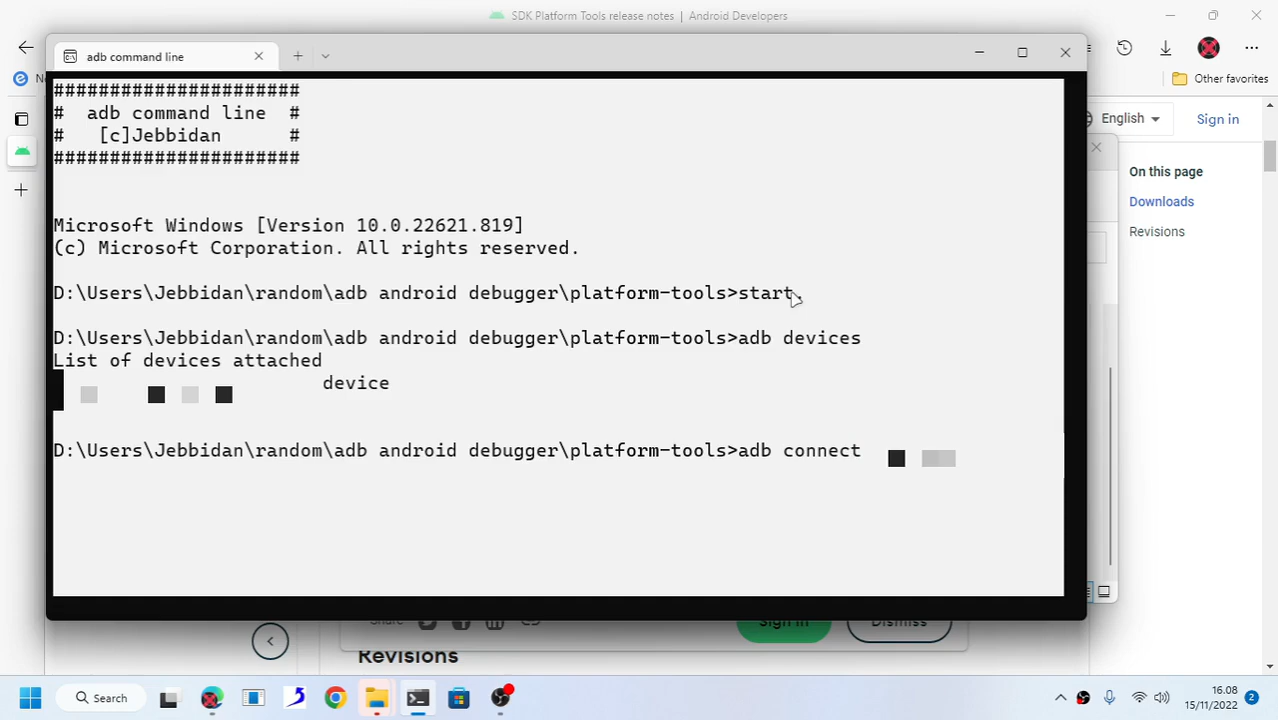 SDK Platform Tools release notes | Android Developers
adb command line
Other favorites
######################
#  adb command line  #
#   [c]Jebbidan      #
######################
English
Sign in
On this page
Downloads
Revisions
Microsoft Windows [Version 10.0.22621.819]
(c) Microsoft Corporation. All rights reserved.
D:\Users\Jebbidan\random\adb android debugger\platform-tools>start.
D:\Users\Jebbidan\random\adb android debugger\platform-tools>adb devices
List of devices attached
device
D:\Users\Jebbidan\random\adb android debugger\platform-tools>adb connect
Share
Sign in
Dismiss
Revisions
Search
16.08
15/11/2022
2